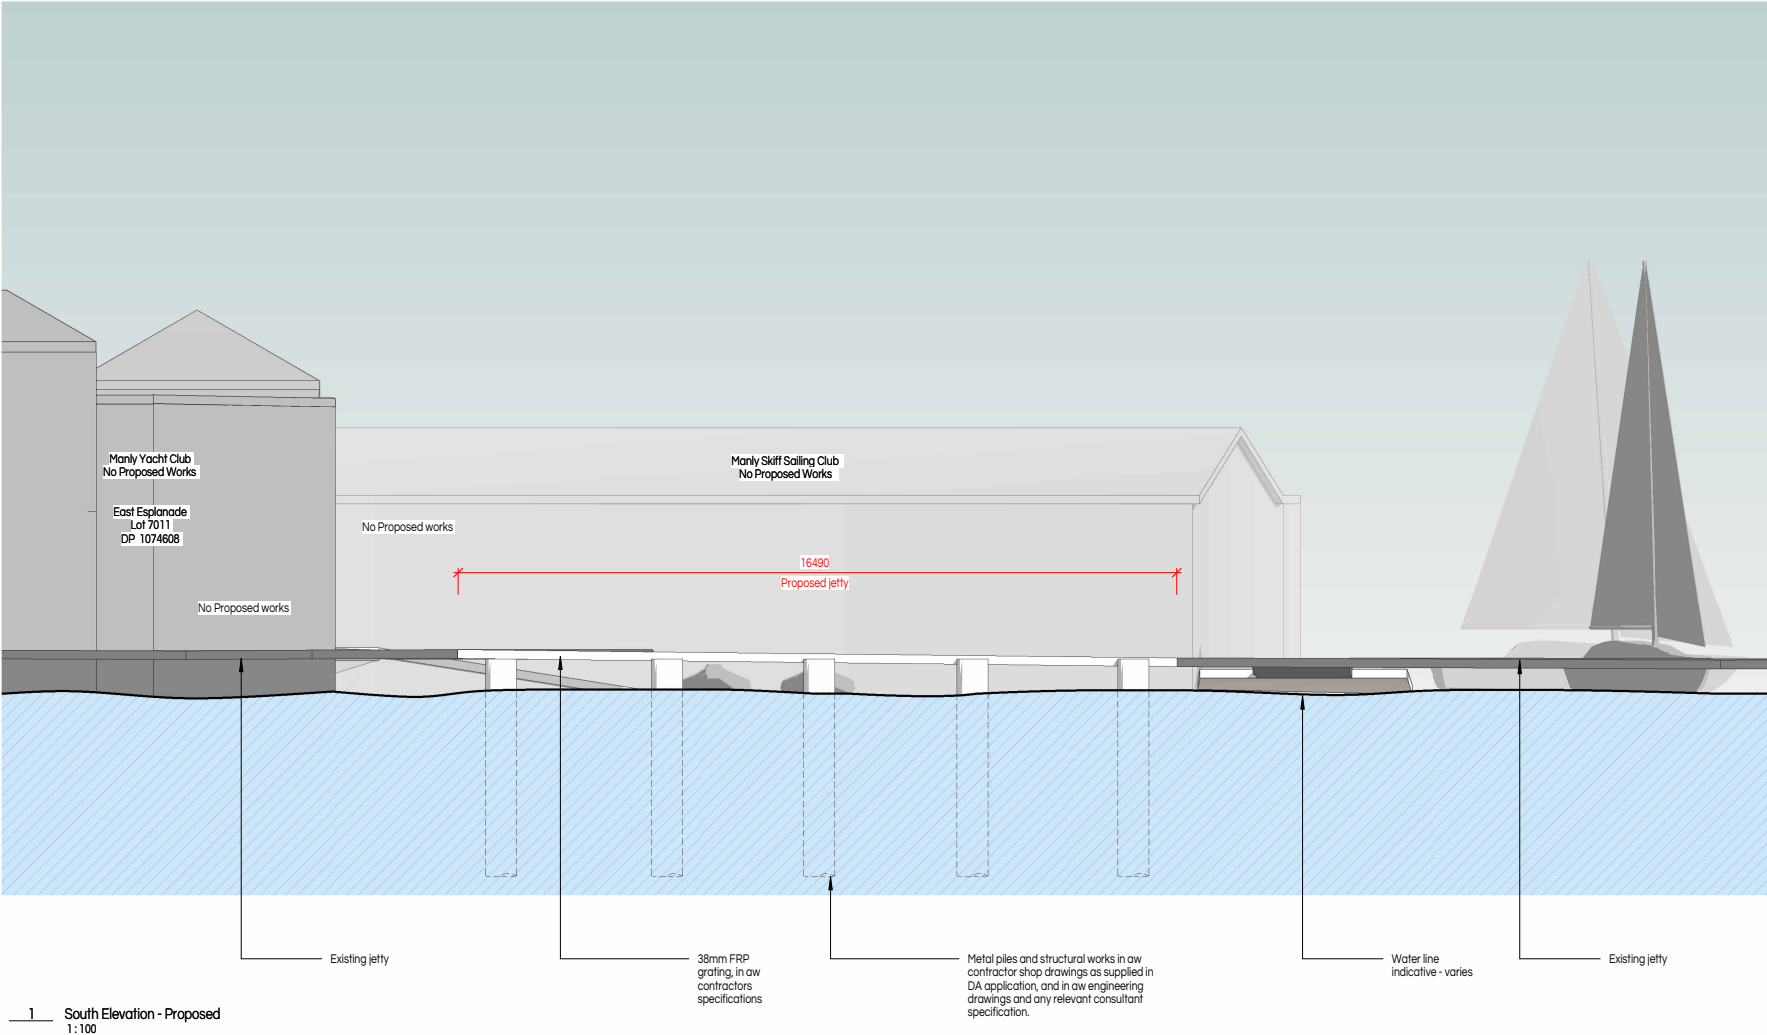 Manly Yacht Club
No Proposed Works
East Esplanade
Lot 7011
DP 1074608
No Proposed works
No Proposed works
Manly Skiff Sailing Club
No Proposed Works
16490
Proposed jetty
Existing jetty
38mm FRP
grating, in aw
contractors
specifications
Metal piles and structural works in aw
contractor shop drawings as supplied in
DA application, and in aw engineering
drawings and any relevant consultant
specification.
Water line
indicative - varies
Existing jetty
1 South Elevation - Proposed
1 : 100